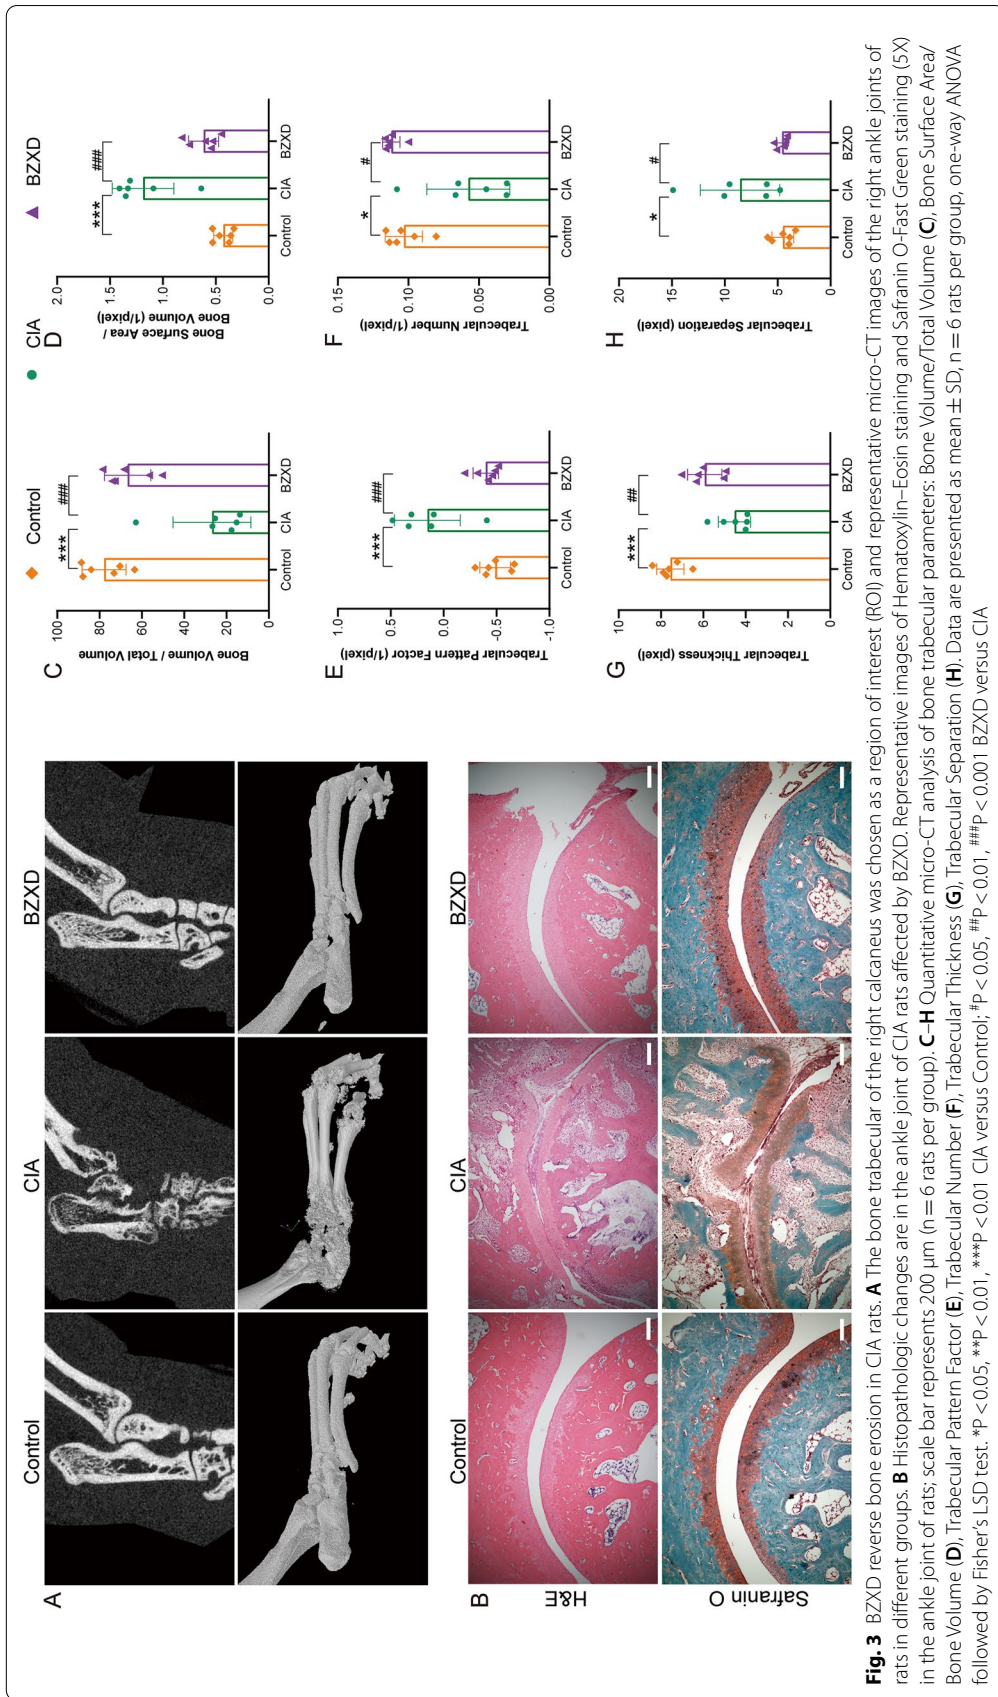 A
Control
CIA
BZXD
B
H&E
Safranin O
Control
CIA
BZXD
Control
CIA
BZXD
C
Bone Volume / Total Volume
100
80
60
40
20
0
***
###
Control
CIA
BZXD
D
Bone Surface Area /
Bone Volume (1/pixel)
2.0
1.5
1.0
0.5
0.0
***
###
Control
CIA
BZXD
E
Trabecular Pattern Factor (1/pixel)
1.0
0.5
0.0
-0.5
-1.0
***
###
Control
CIA
BZXD
F
Trabecular Number (1/pixel)
0.15
0.10
0.05
0.00
*
#
Control
CIA
BZXD
G
Trabecular Thickness (pixel)
10
8
6
4
2
0
***
##
Control
CIA
BZXD
H
Trabecular Separation (pixel)
20
15
10
5
0
*
#
Control
CIA
BZXD
Fig. 3 BZXD reverse bone erosion in CIA rats. A The bone trabecular of the right calcaneus was chosen as a region of interest (ROI) and representative micro-CT images of the right ankle joints of
rats in different groups. B Histopathologic changes are in the ankle joint of CIA rats affected by BZXD. Representative images of Hematoxylin–Eosin staining and Safranin O-Fast Green staining (5X)
in the ankle joint of rats; scale bar represents 200 μm (n = 6 rats per group). C–H Quantitative micro-CT analysis of bone trabecular parameters: Bone Volume/Total Volume (C), Bone Surface Area/
Bone Volume (D), Trabecular Pattern Factor (E), Trabecular Number (F), Trabecular Thickness (G), Trabecular Separation (H). Data are presented as mean ± SD, n = 6 rats per group, one-way ANOVA
followed by Fisher's LSD test. *P < 0.05, **P < 0.01, ***P < 0.01 CIA versus Control; #P < 0.05, ##P < 0.01, ###P < 0.001 BZXD versus CIA